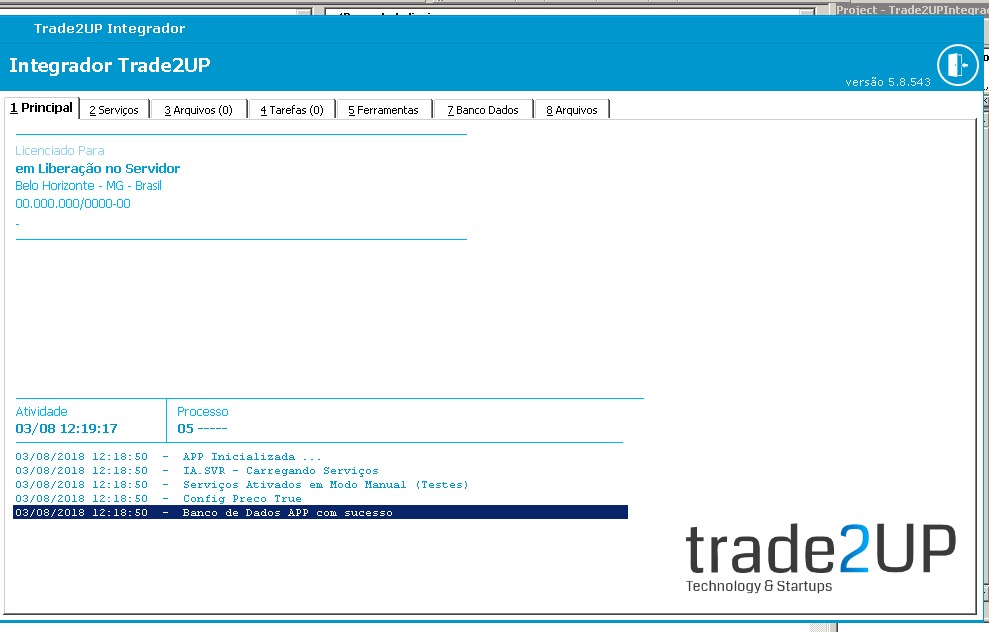 Project - Trade2UPIntegra
Trade2UP Integrador
Integrador Trade2UP
versão 5.8.543
1 Principal
2 Serviços
3 Arquivos (0)
4 Tarefas (0)
5 Ferramentas
7 Banco Dados
8 Arquivos
Licenciado Para
em Liberação no Servidor
Belo Horizonte - MG - Brasil
00.000.000/0000-00
-
Atividade
03/08 12:19:17
Processo
05 -----
03/08/2018 12:18:50 - APP Inicializada ...
03/08/2018 12:18:50 - IA.SVR - Carregando Serviços
03/08/2018 12:18:50 - Serviços Ativados em Modo Manual (Testes)
03/08/2018 12:18:50 - Config Preco True
03/08/2018 12:18:50 - Banco de Dados APP com sucesso
trade2UP
Technology & Startups